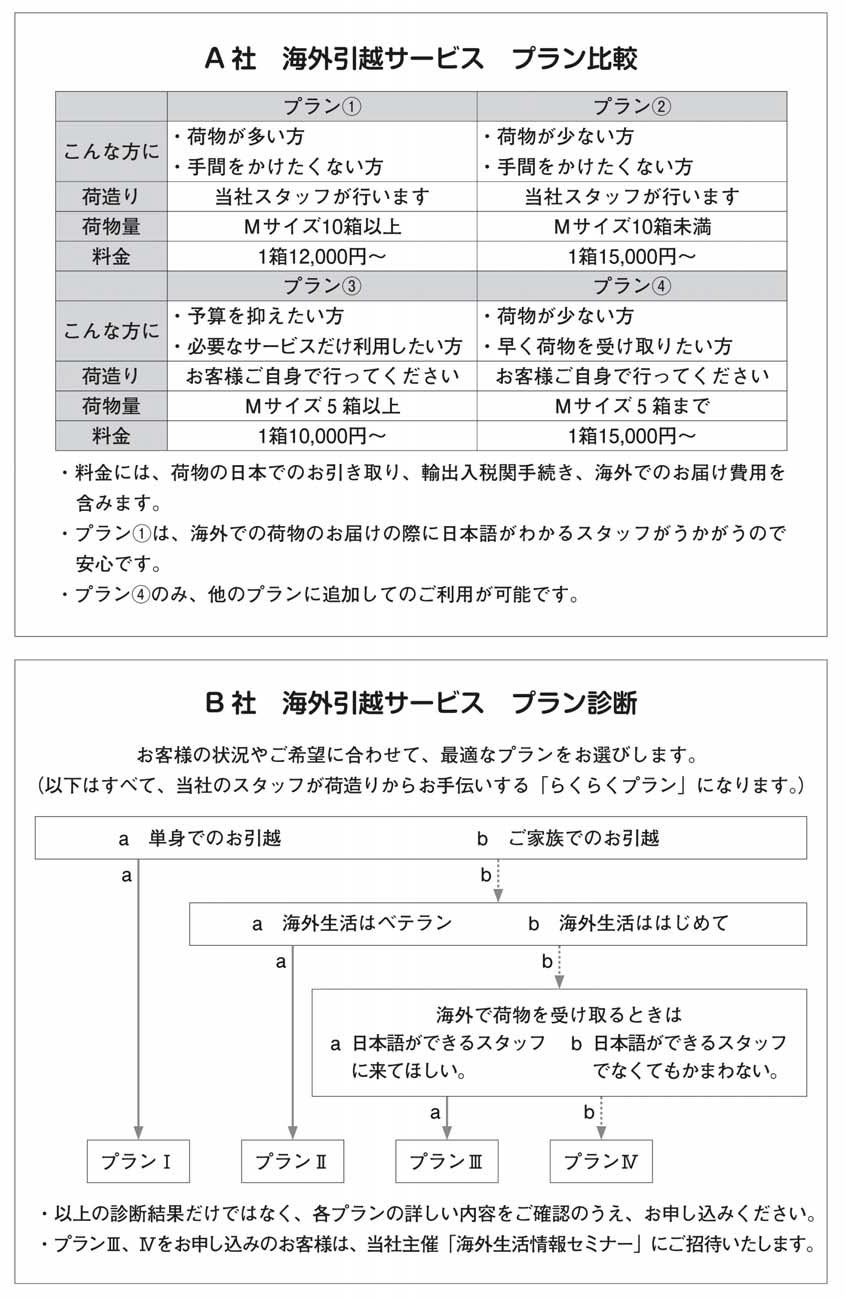 A社　海外引越サービス　プラン比較
プラン①　プラン②
こんな方に　・荷物が多い方　・荷物が少ない方
・手間をかけたくない方　・手間をかけたくない方
荷造り　当社スタッフが行います　当社スタッフが行います
荷物量　Mサイズ10箱以上　Mサイズ10箱未満
料金　1箱12,000円〜　1箱15,000円〜
プラン③　プラン④
こんな方に　・予算を抑えたい方　・荷物が少ない方
・必要なサービスだけ利用したい方　・早く荷物を受け取りたい方
荷造り　お客様ご自身で行ってください　お客様ご自身で行ってください
荷物量　Mサイズ5箱以上　Mサイズ5箱まで
料金　1箱10,000円〜　1箱15,000円〜
・料金には、荷物の日本でのお引き取り、輸出入税関手続き、海外でのお届け費用を
含みます。
・プラン①は、海外での荷物のお届けの際に日本語がわかるスタッフがうかがうので
安心です。
・プラン④のみ、他のプランに追加してのご利用が可能です。
B社　海外引越サービス　プラン診断
お客様の状況やご希望に合わせて、最適なプランをお選びします。
（以下はすべて、当社のスタッフが荷造りからお手伝いする「らくらくプラン」になります。）
a　単身でのお引越　b　ご家族でのお引越
a　b
a　海外生活はベテラン　b　海外生活ははじめて
a　b
海外で荷物を受け取るときは
a 日本語ができるスタッフ　b 日本語ができるスタッフ
に来てほしい。　でなくてもかまわない。
a　b
プランⅠ　プランⅡ　プランⅢ　プランⅣ
・以上の診断結果だけではなく、各プランの詳しい内容をご確認のうえ、お申し込みください。
・プランⅢ、Ⅳをお申し込みのお客様は、当社主催「海外生活情報セミナー」にご招待いたします。